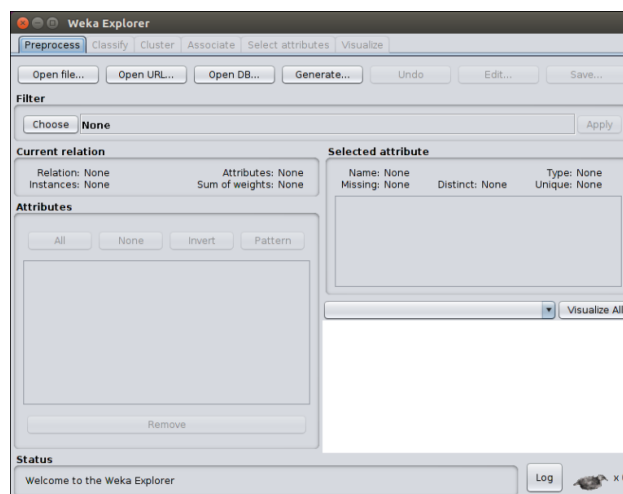 Weka Explorer
Preprocess Classify Cluster Associate Select attributes Visualize
Open file... Open URL... Open DB... Generate... Undo Edit... Save...
Filter
Choose None Apply
Current relation
Relation: None Attributes: None
Instances: None Sum of weights: None
Selected attribute
Name: None Type: None
Missing: None Distinct: None Unique: None
Attributes
All None Invert Pattern
Remove
Visualize All
Status
Welcome to the Weka Explorer
Log x